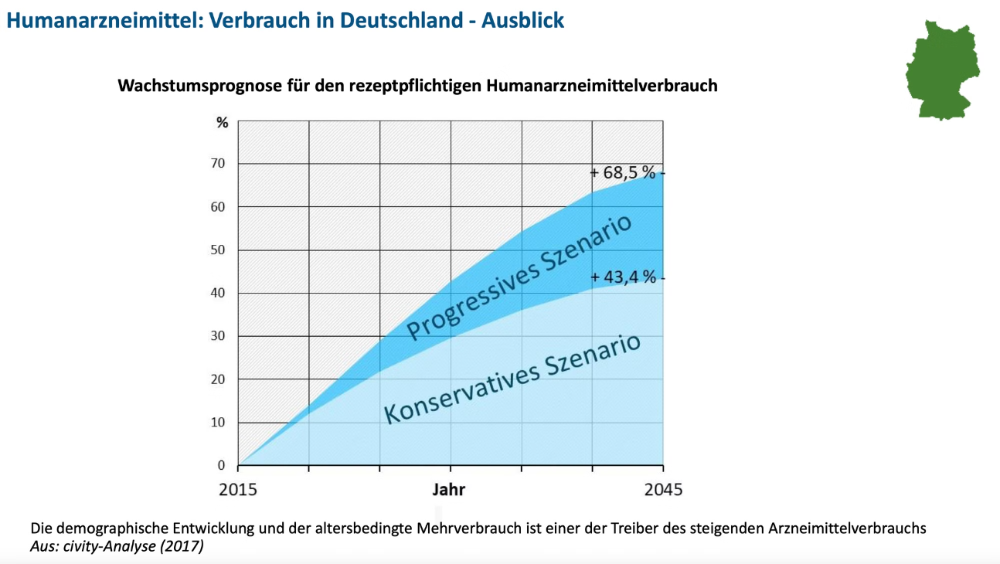 Humanarzneimittel: Verbrauch in Deutschland - Ausblick
Wachstumsprognose für den rezeptpflichtigen Humanarzneimittelverbrauch
%
70
60
50
40
30
20
10
0
+ 68,5 % -
Progressives Szenario
+ 43,4 % -
Konservatives Szenario
2015 Jahr 2045
Die demographische Entwicklung und der altersbedingte Mehrverbrauch ist einer der Treiber des steigenden Arzneimittelverbrauchs
Aus: civity-Analyse (2017)